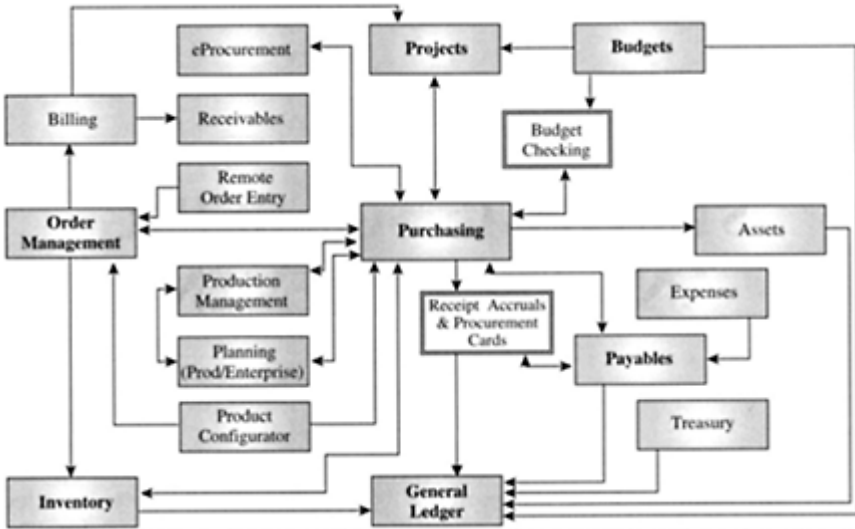 eProcurement
Projects
Budgets
Billing
Receivables
Budget
Checking
Remote
Order Entry
Order
Management
Purchasing
Assets
Production
Management
Receipt Accruals
& Procurement
Cards
Expenses
Planning
(Prod/Enterprise)
Payables
Product
Configurator
Treasury
Inventory
General
Ledger